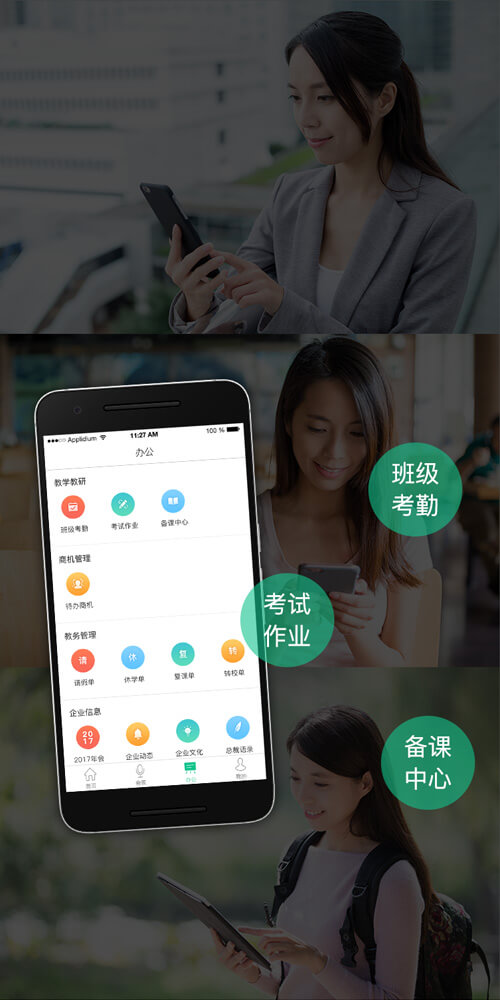 Applidium
11:27 AM
100 %
办公
教学教研
班级考勤 考试作业 备课中心
商机管理
待办商机
教务管理
请 休 复 转
请假单 休学单 复课单 转校单
企业信息
20
17
2017年会 企业动态 企业文化 总裁语录
首页 办公 我的
班级
考勤
考试
作业
备课
中心